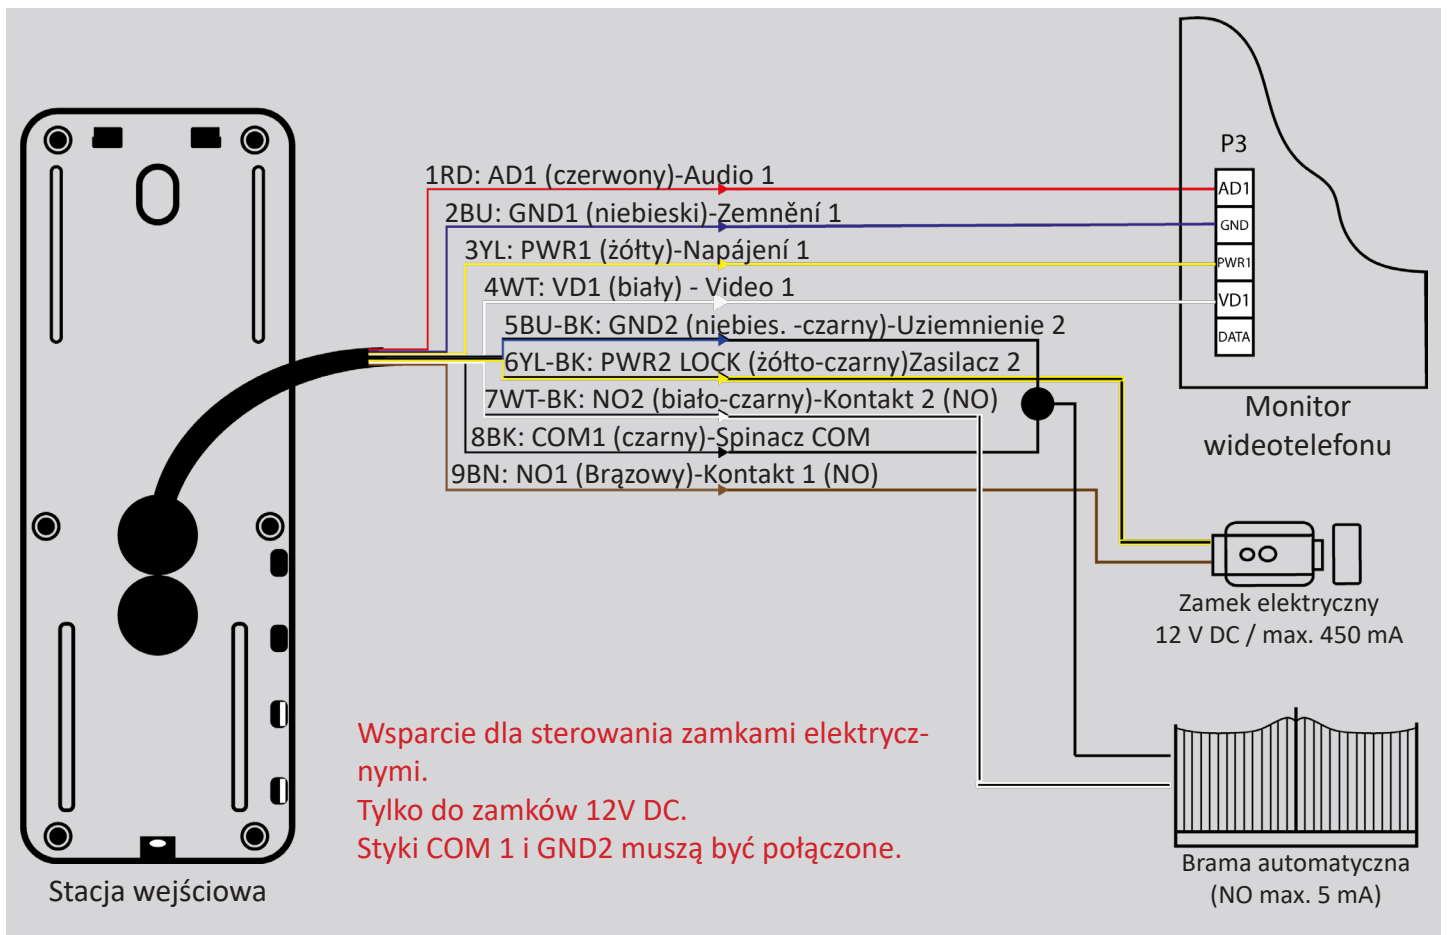 P3
1RD: AD1 (czerwony)-Audio 1
AD1
2BU: GND1 (niebieski)-Zemnění 1
GND
3YL: PWR1 (żółty)-Napájení 1
PWR1
4WT: VD1 (biały) - Video 1
VD1
5BU-BK: GND2 (niebies. -czarny)-Uziemnienie 2
DATA
6YL-BK: PWR2 LOCK (żółto-czarny)Zasilacz 2
7WT-BK: NO2 (biało-czarny)-Kontakt 2 (NO)
8BK: COM1 (czarny)-Spinacz COM
9BN: NO1 (Brązowy)-Kontakt 1 (NO)
Monitor
wideotelefonu
Zamek elektryczny
12 V DC / max. 450 mA
Wsparcie dla sterowania zamkami elektrycz-
nymi.
Tylko do zamków 12V DC.
Styki COM 1 i GND2 muszą być połączone.
Stacja wejściowa
Brama automatyczna
(NO max. 5 mA)